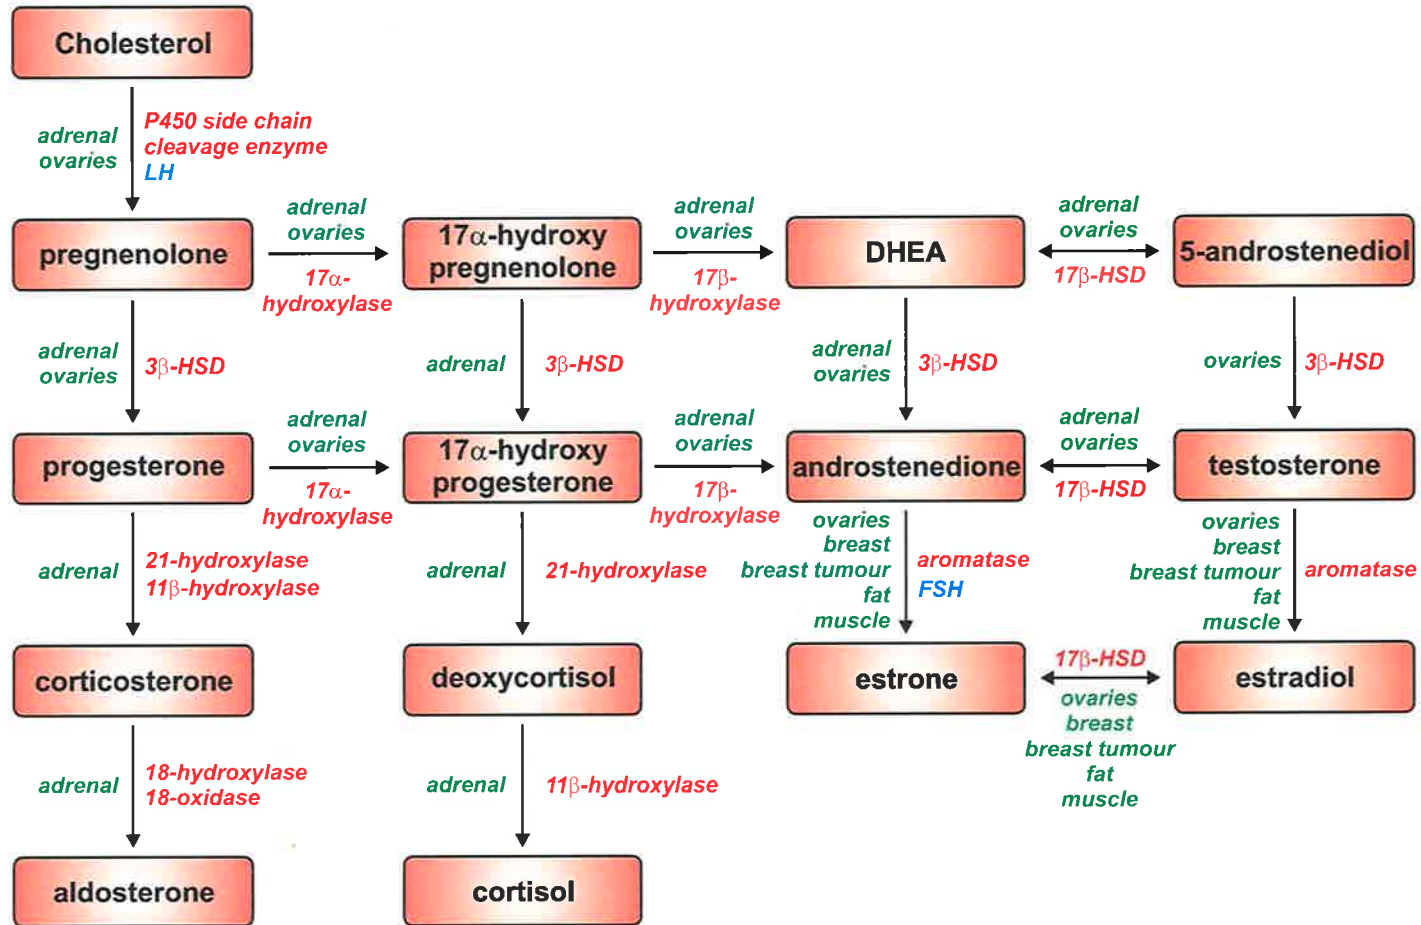 Cholesterol
adrenal
ovaries
P450 side chain
cleavage enzyme
LH
pregnenolone
adrenal
ovaries
17α-
hydroxylase
17α-hydroxy
pregnenolone
adrenal
ovaries
17β-
hydroxylase
DHEA
adrenal
ovaries
17β-HSD
5-androstenediol
adrenal
ovaries
3β-HSD
adrenal
3β-HSD
adrenal
ovaries
3β-HSD
ovaries
3β-HSD
progesterone
adrenal
ovaries
17α-
hydroxylase
17α-hydroxy
progesterone
adrenal
ovaries
17β-
hydroxylase
androstenedione
adrenal
ovaries
17β-HSD
testosterone
adrenal
21-hydroxylase
11β-hydroxylase
adrenal
21-hydroxylase
ovaries
breast
breast tumour
fat
muscle
aromatase
FSH
ovaries
breast
breast tumour
fat
muscle
aromatase
corticosterone
deoxycortisol
estrone
17β-HSD
ovaries
breast
breast tumour
fat
muscle
estradiol
adrenal
18-hydroxylase
18-oxidase
adrenal
11β-hydroxylase
aldosterone
cortisol